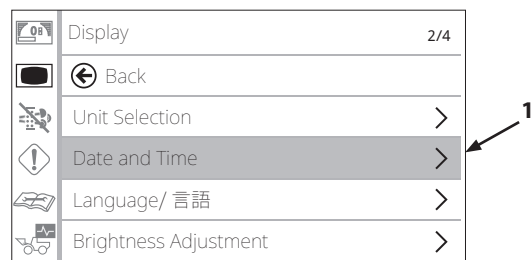 Display 2/4
Back
Unit Selection
Date and Time
Language/ 言語
Brightness Adjustment
1